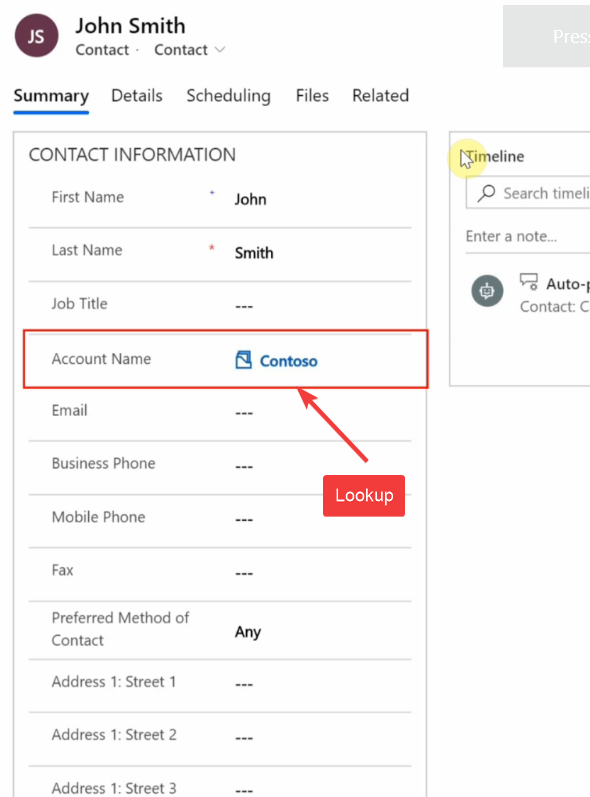 JS
John Smith
Contact · Contact
Summary Details Scheduling Files Related
CONTACT INFORMATION
First Name * John
Last Name * Smith
Job Title ---
Account Name Contoso
Lookup
Email ---
Business Phone ---
Mobile Phone ---
Fax ---
Preferred Method of
Contact Any
Address 1: Street 1 ---
Address 1: Street 2 ---
Address 1: Street 3 ---
Pres
Timeline
Search timeli
Enter a note...
Auto-p
Contact: C